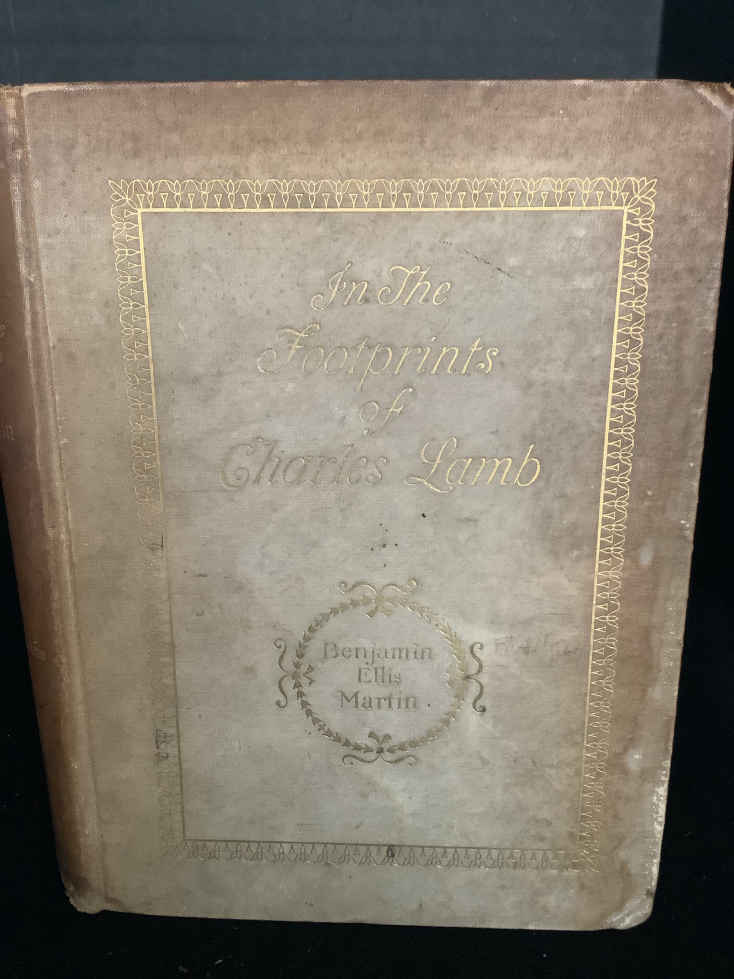 In The
Footprints
of
Charles Lamb
Benjamin
Ellis
Martin